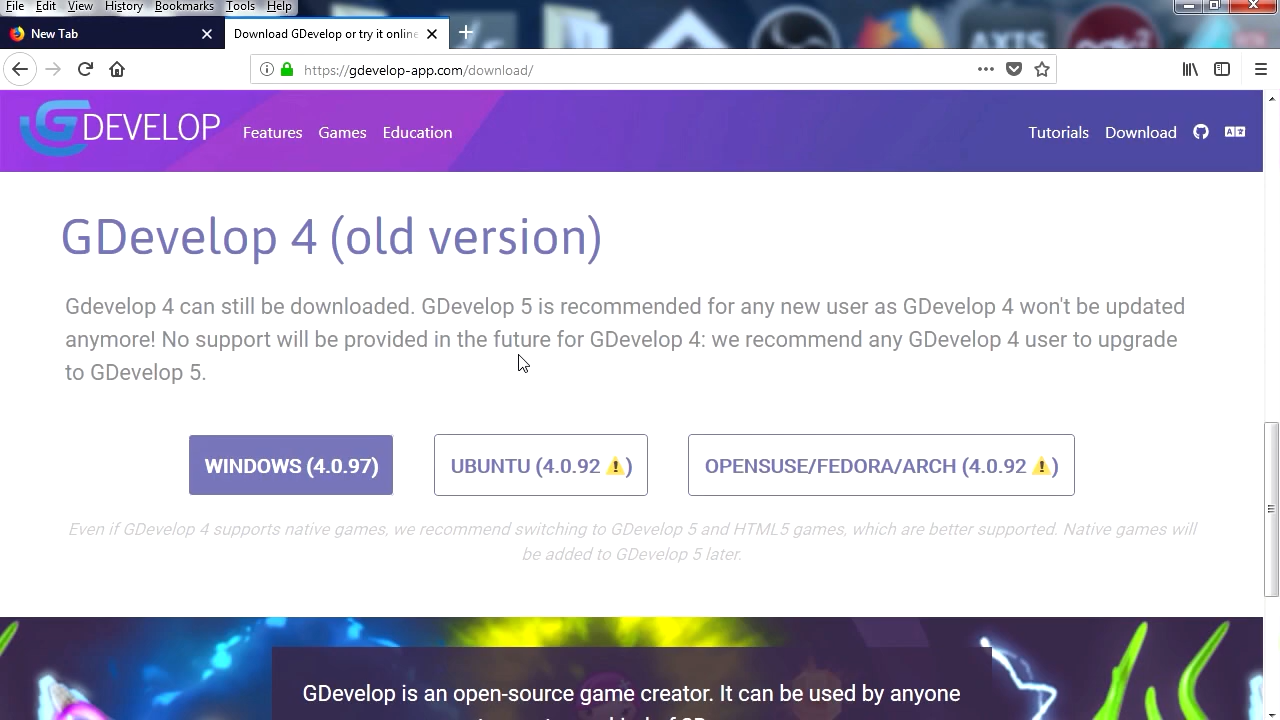 File Edit View History Bookmarks Tools Help
New Tab
Download GDevelop or try it online
https://gdevelop-app.com/download/
GDEVELOP Features Games Education Tutorials Download
GDevelop 4 (old version)
Gdevelop 4 can still be downloaded. GDevelop 5 is recommended for any new user as GDevelop 4 won't be updated
anymore! No support will be provided in the future for GDevelop 4: we recommend any GDevelop 4 user to upgrade
to GDevelop 5.
WINDOWS (4.0.97) UBUNTU (4.0.92 ⚠️) OPENSUSE/FEDORA/ARCH (4.0.92 ⚠️)
Even if GDevelop 4 supports native games, we recommend switching to GDevelop 5 and HTML5 games, which are better supported. Native games will
be added to GDevelop 5 later.
GDevelop is an open-source game creator. It can be used by anyone